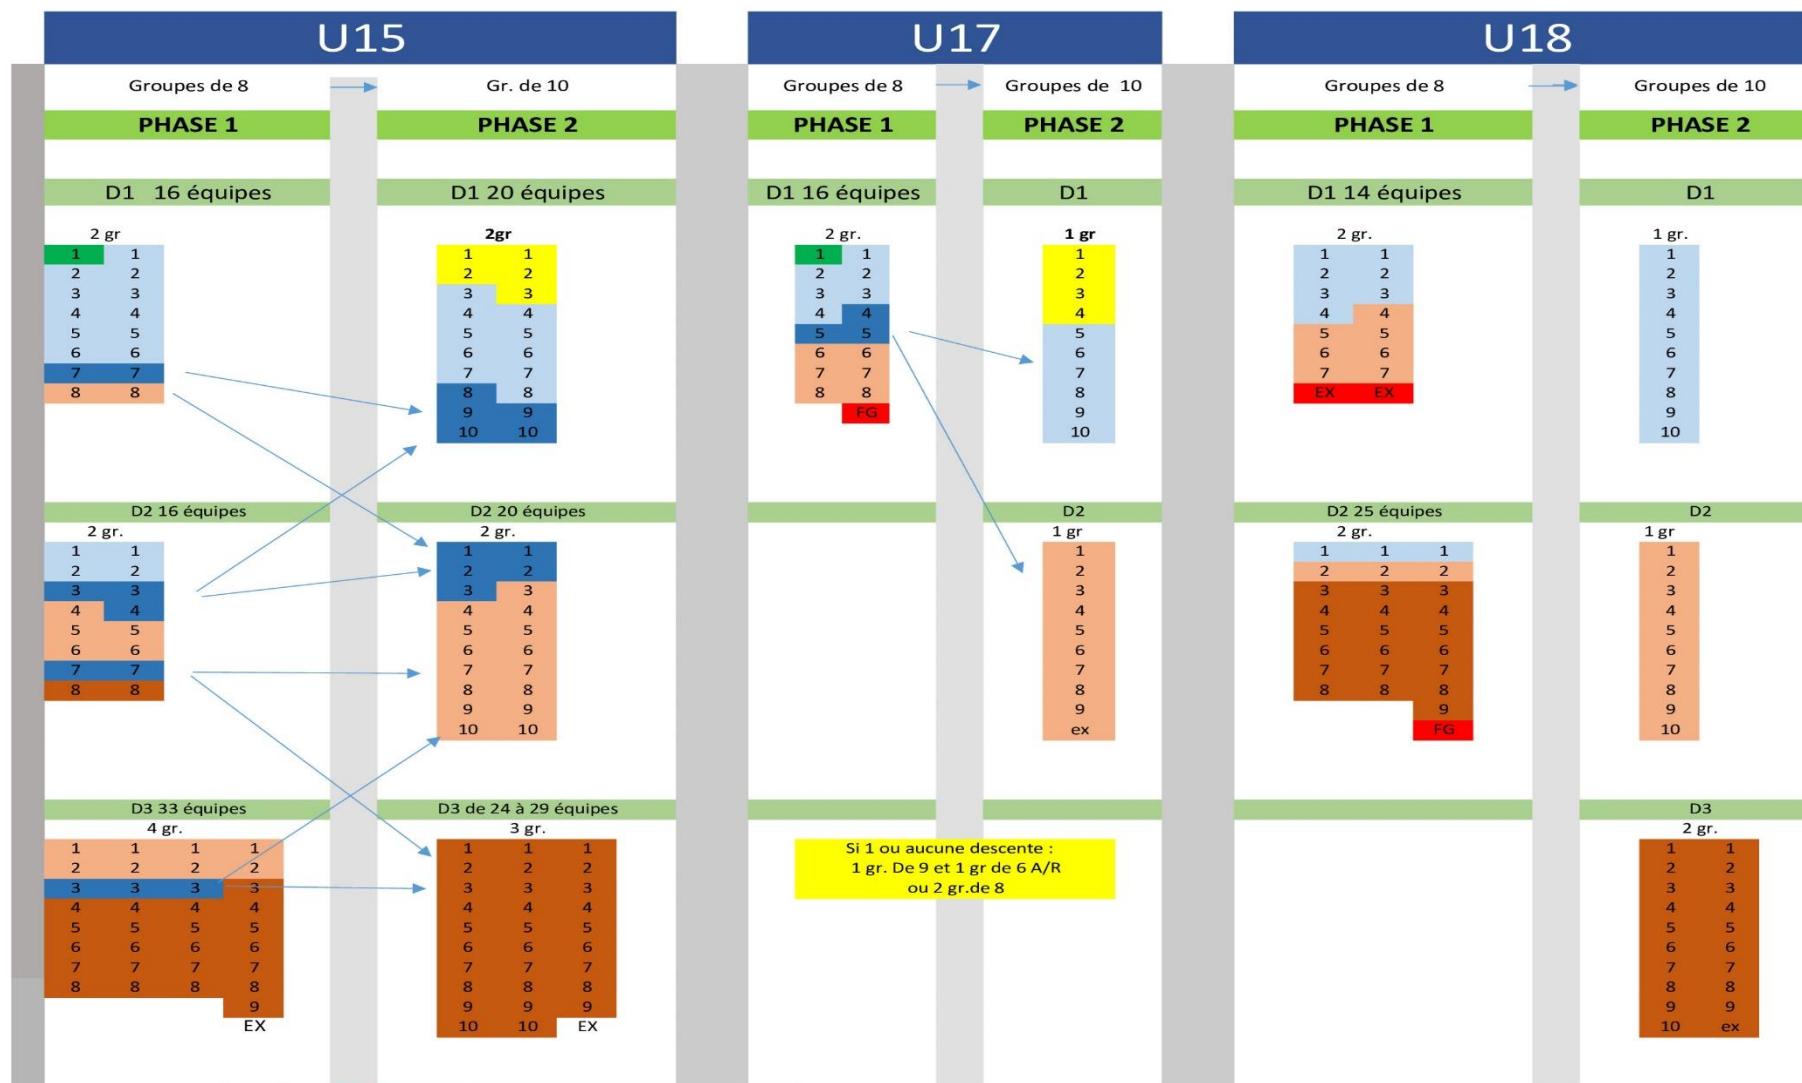 U15 U17 U18
Groupes de 8 Gr. de 10 Groupes de 8 Groupes de 10 Groupes de 8 Groupes de 10
PHASE 1 PHASE 2 PHASE 1 PHASE 2 PHASE 1 PHASE 2
D1 16 équipes D1 20 équipes D1 16 équipes D1 D1 14 équipes D1
2 gr 2gr 2 gr. 1 gr 2 gr. 1 gr.
1 1 1 1 1 1 1 1 1 1
2 2 2 2 2 2 2 2 2 2
3 3 3 3 3 3 3 3 3 3
4 4 4 4 4 4 4 4 4 4
5 5 5 5 5 5 5 5 5 5
6 6 6 6 6 6 6 6 6 6
7 7 7 7 7 7 7 7 7 7
8 8 8 8 8 8 8 EX EX 8
9 9 FG 9 9
10 10 10 10
D2 16 équipes D2 20 équipes D2 D2 25 équipes D2
2 gr. 2 gr. 1 gr 2 gr. 1 gr
1 1 1 1 1 1 1 1 1
2 2 2 2 2 2 2 2 2
3 3 3 3 3 3 3 3 3
4 4 4 4 4 4 4 4 4
5 5 5 5 5 5 5 5 5
6 6 6 6 6 6 6 6 6
7 7 7 7 7 7 7 7 7
8 8 8 8 8 8 8 8 8
9 9 9 9 9
10 10 ex FG 10
D3 33 équipes D3 de 24 à 29 équipes D3
4 gr. 3 gr. 2 gr.
1 1 1 1 1 1 1 Si 1 ou aucune descente : 1 1
2 2 2 2 2 2 2 1 gr. De 9 et 1 gr de 6 A/R 2 2
3 3 3 3 3 3 3 ou 2 gr.de 8 3 3
4 4 4 4 4 4 4 4 4
5 5 5 5 5 5 5 5 5
6 6 6 6 6 6 6 6 6
7 7 7 7 7 7 7 7 7
8 8 8 8 8 8 8 8 8
9 9 9 9 9 9
EX 10 10 EX 10 ex